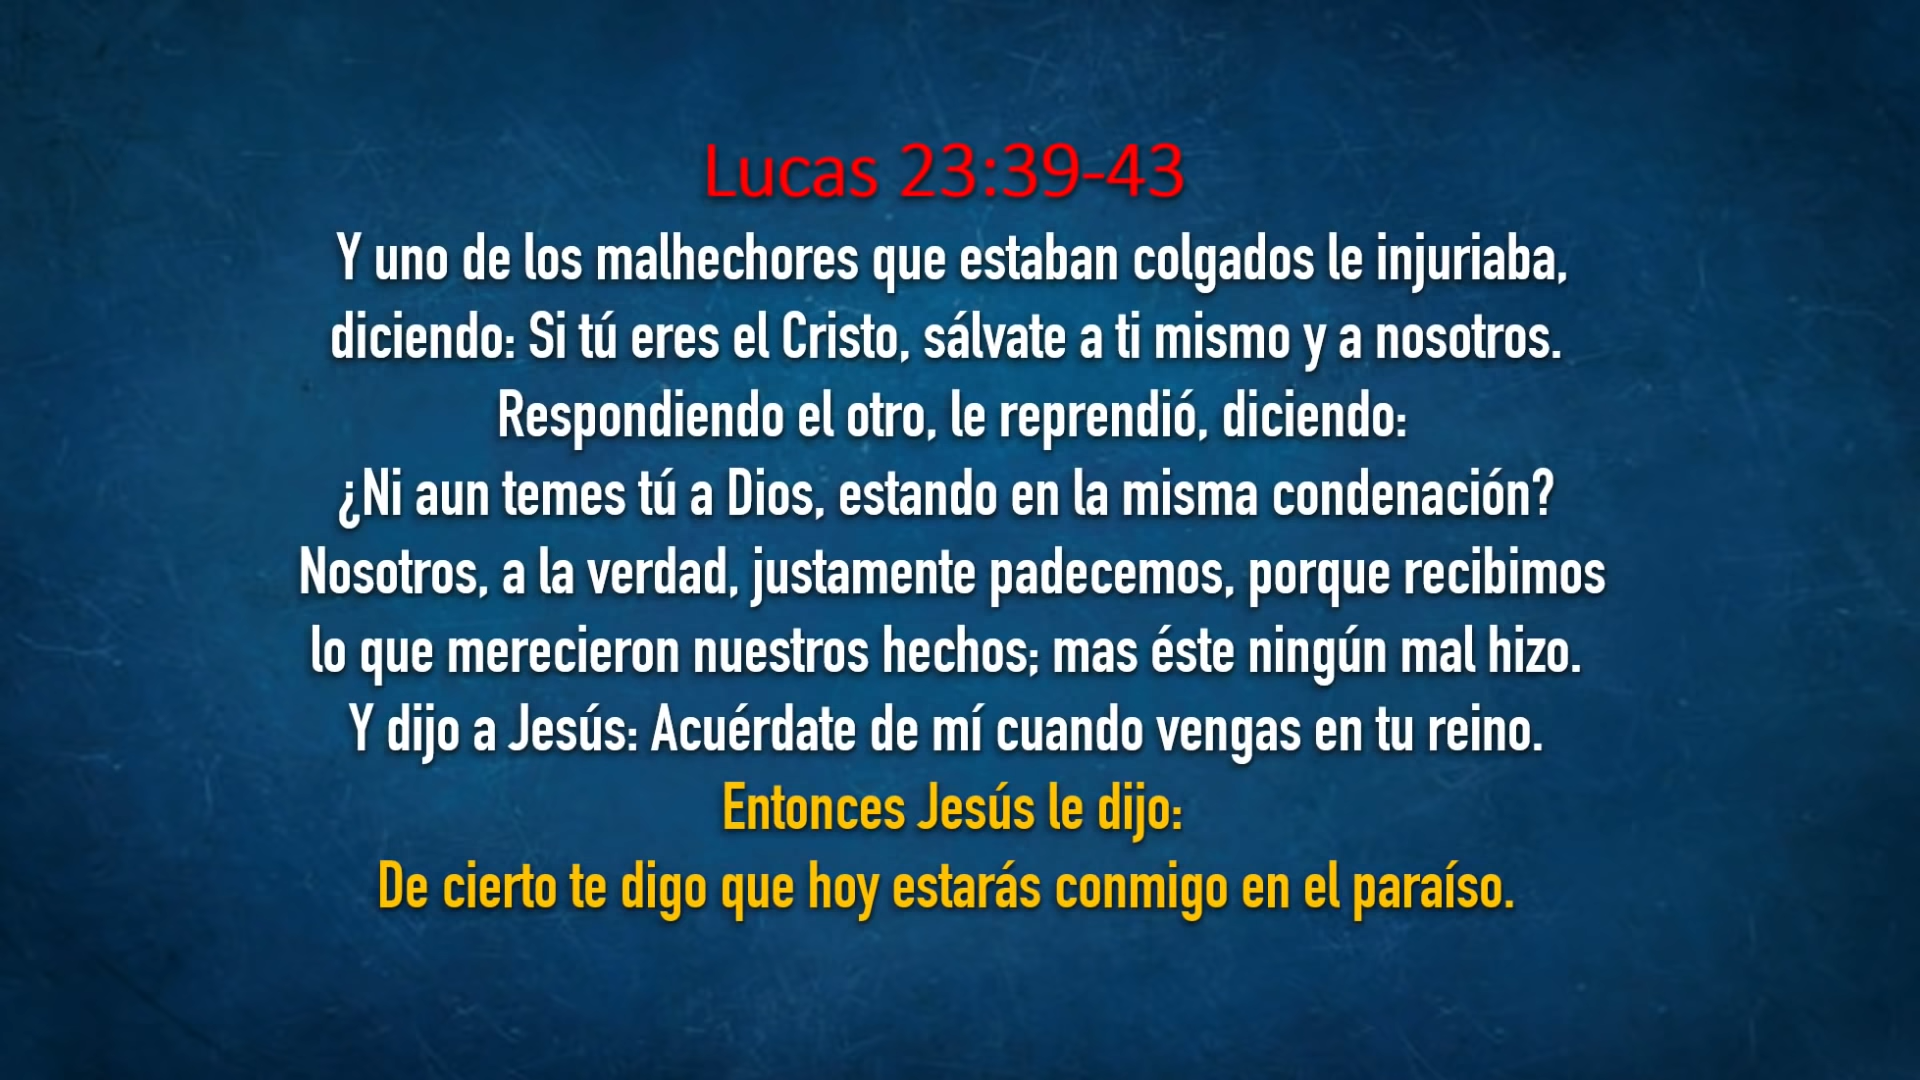 Lucas 23:39-43
Y uno de los malhechores que estaban colgados le injuriaba,
diciendo: Si tú eres el Cristo, sálvate a ti mismo y a nosotros.
Respondiendo el otro, le reprendió, diciendo:
¿Ni aun temes tú a Dios, estando en la misma condenación?
Nosotros, a la verdad, justamente padecemos, porque recibimos
lo que merecieron nuestros hechos; mas éste ningún mal hizo.
Y dijo a Jesús: Acuérdate de mí cuando vengas en tu reino.
Entonces Jesús le dijo:
De cierto te digo que hoy estarás conmigo en el paraíso.